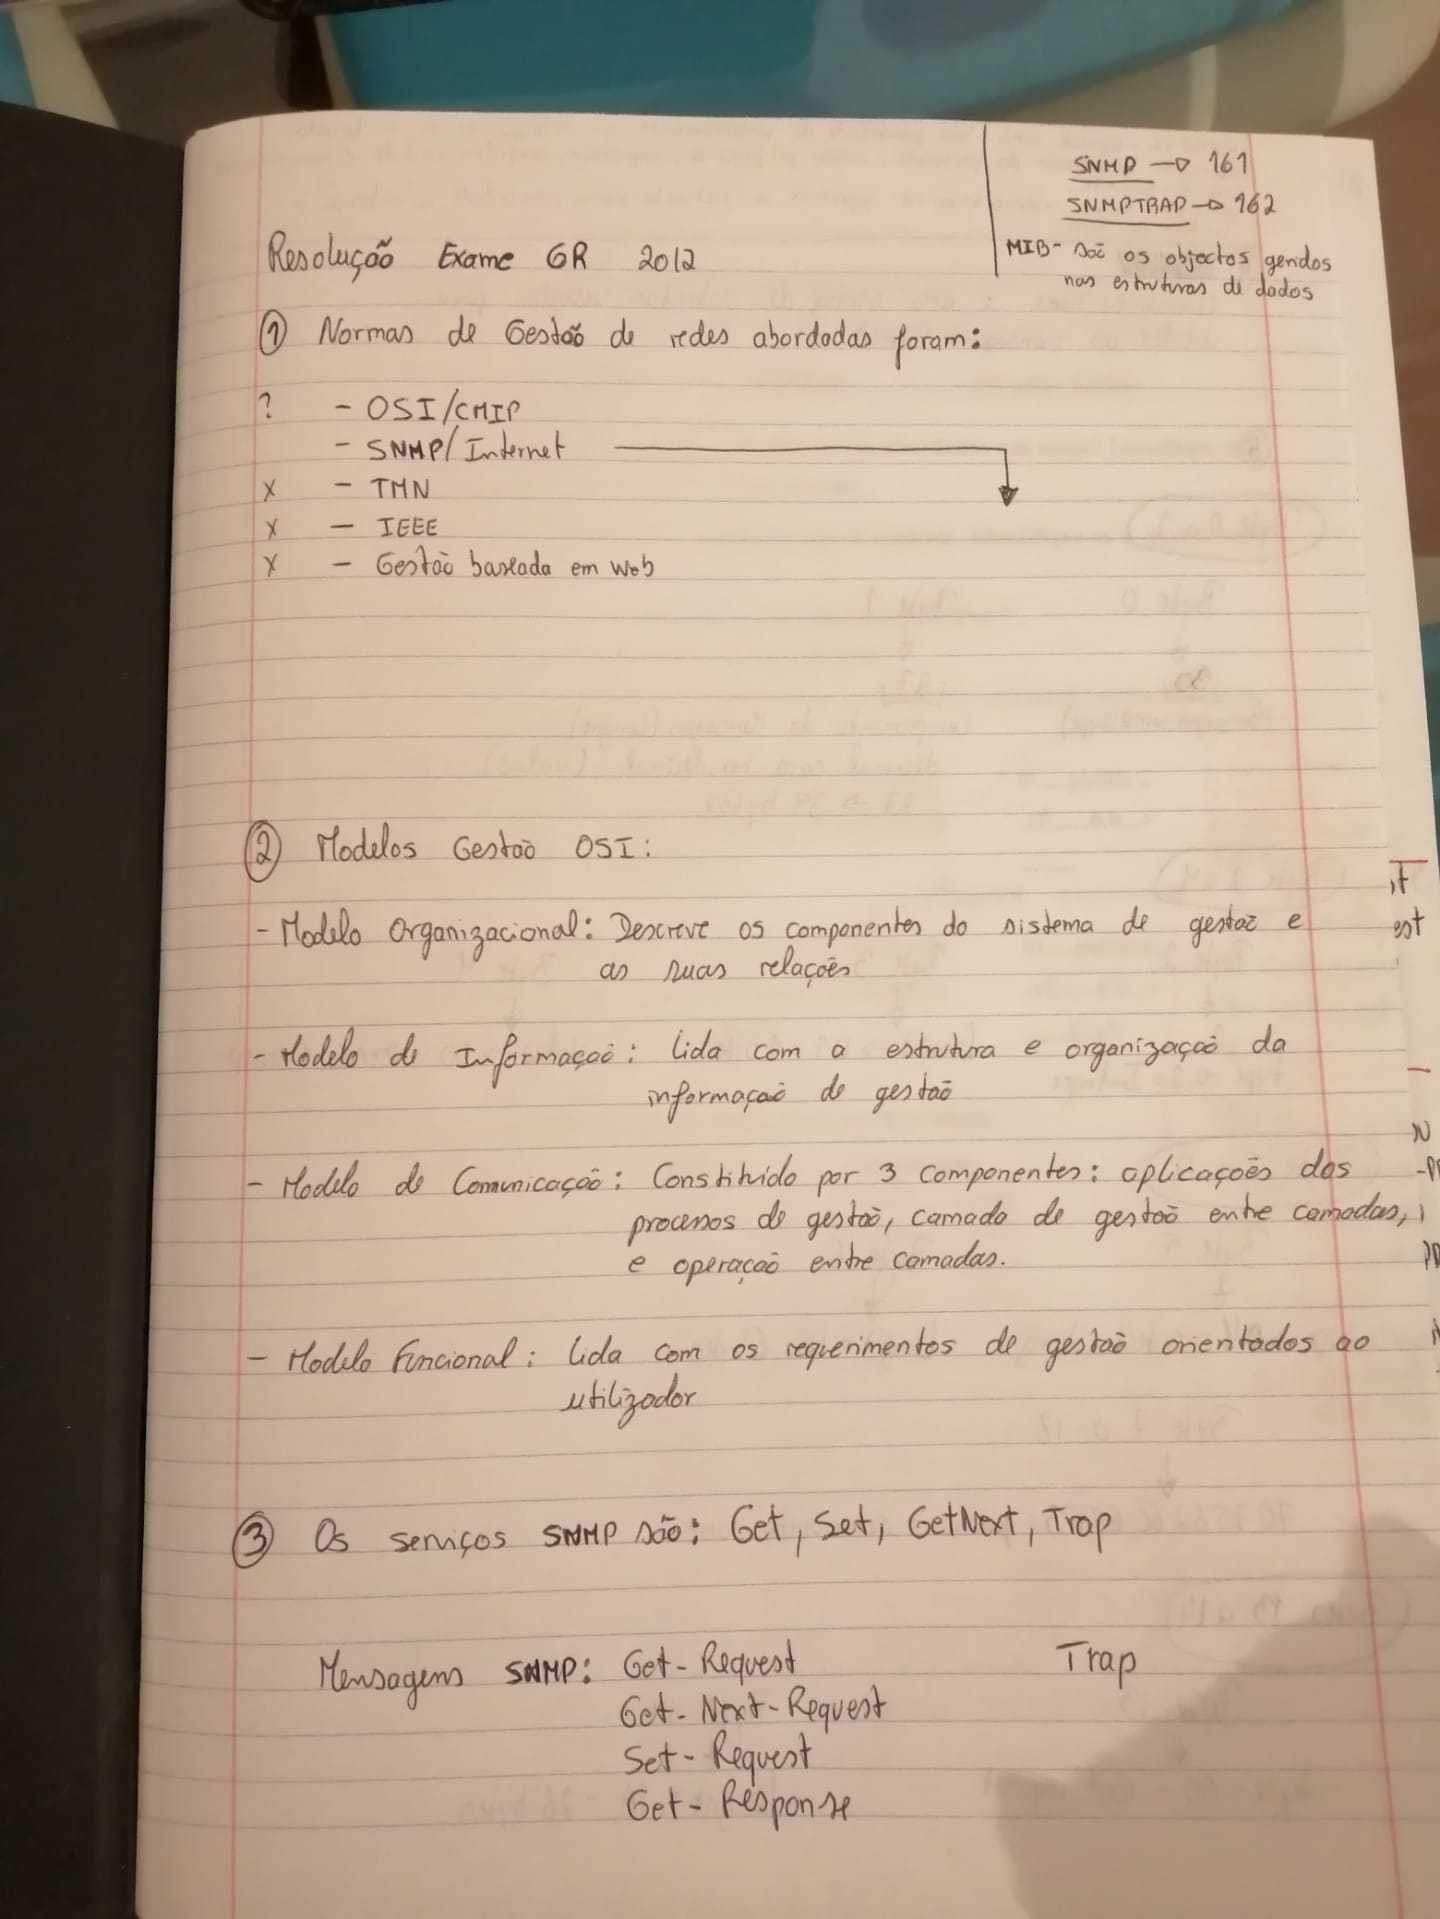 SNMP → 161
SNMPTRAP → 162
MIB - São os objectos geridos
nas estruturas de dados
Resolução Exame GR 2012
① Normas de Gestão de redes abordadas foram:
? - OSI/CMIP
- SNMP/Internet
x - TMN
x - IEEE
x - Gestão baseada em Web
② Modelos Gestão OSI:
- Modelo Organizacional: Descreve os componentes do sistema de gestão e
as suas relações
- Modelo de Informação: lida com a estrutura e organização da
informação de gestão
- Modelo de Comunicação: Constituido por 3 componentes: aplicações dos
processos de gestão, camada de gestão entre camadas,
e operação entre camadas.
- Modelo Funcional: lida com os requerimentos de gestão orientados ao
utilizador
③ Os serviços SNMP são: Get, Set, GetNext, Trap
Mensagens SNMP: Get-Request Trap
Get-Next-Request
Set-Request
Get-Response